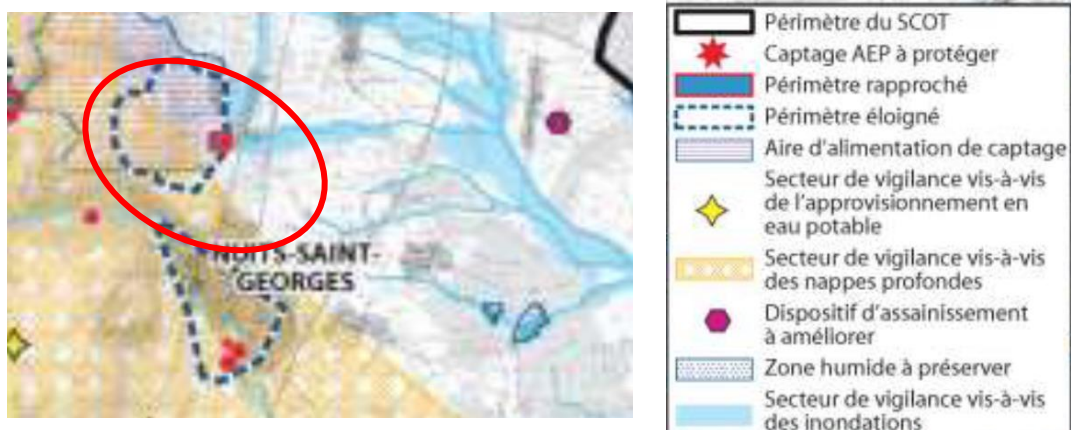 NUITS-SAINT-
GEORGES
Périmètre du SCOT
Captage AEP à protéger
Périmètre rapproché
Périmètre éloigné
Aire d'alimentation de captage
Secteur de vigilance vis-à-vis
de l'approvisionnement en
eau potable
Secteur de vigilance vis-à-vis
des nappes profondes
Dispositif d'assainissement
à améliorer
Zone humide à préserver
Secteur de vigilance vis-à-vis
des inondations